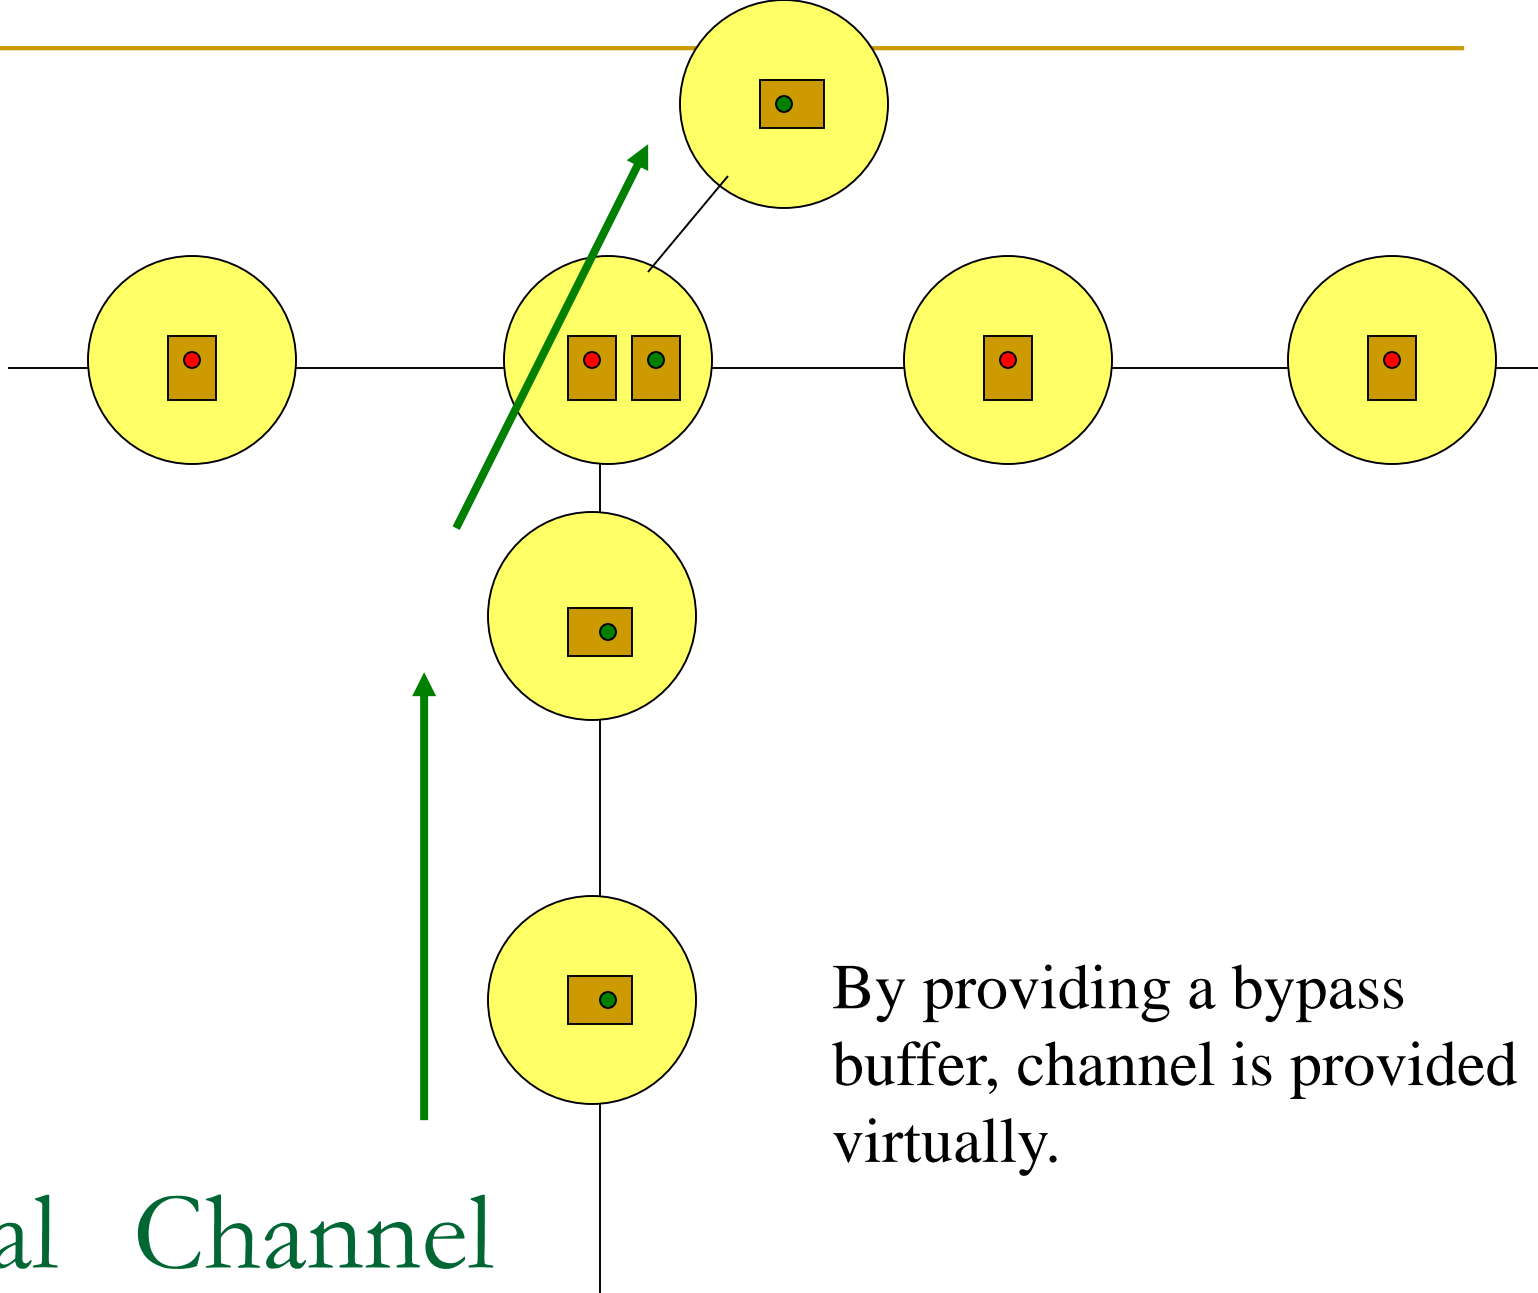 By providing a bypass
buffer, channel is provided
virtually.
al Channel